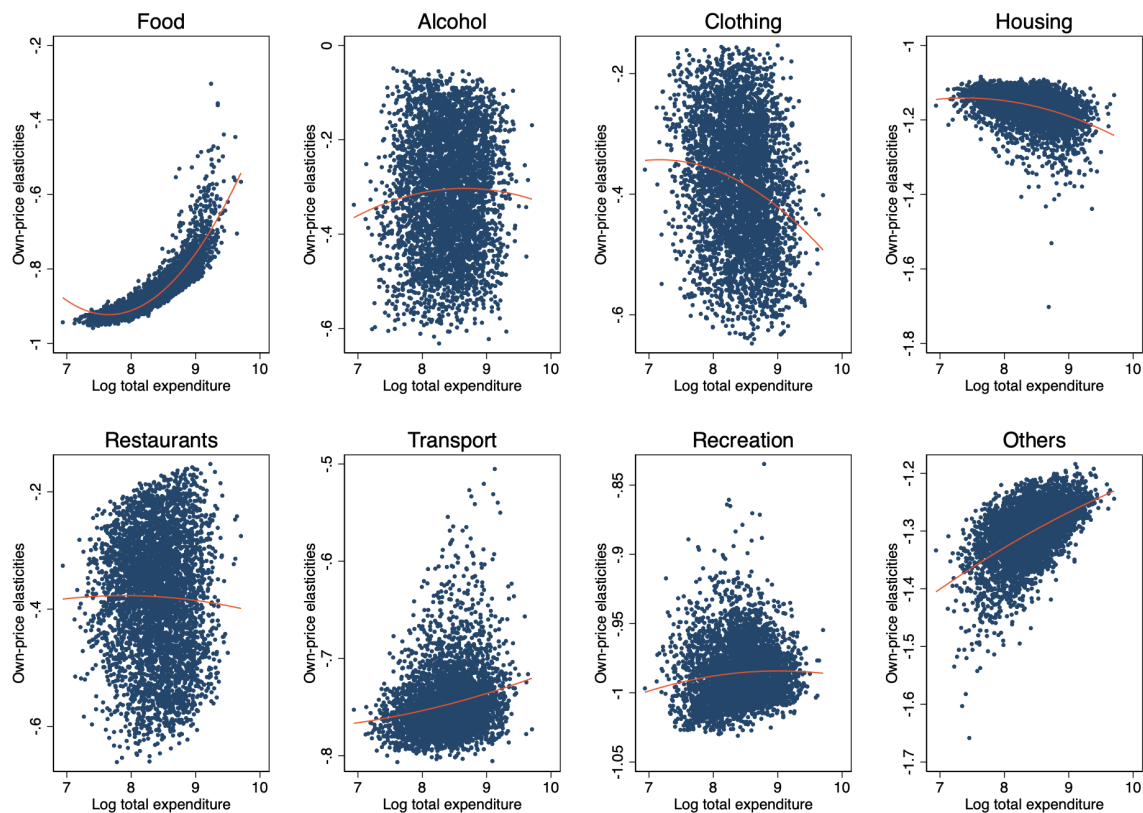 Food
Own-price elasticities
-.2
-.4
-.6
-.8
-1
7 8 9 10
Log total expenditure
Alcohol
Own-price elasticities
0
-.2
-.4
-.6
7 8 9 10
Log total expenditure
Clothing
Own-price elasticities
-.2
-.4
-.6
7 8 9 10
Log total expenditure
Housing
Own-price elasticities
-1
-1.2
-1.4
-1.6
-1.8
7 8 9 10
Log total expenditure
Restaurants
Own-price elasticities
-.2
-.4
-.6
7 8 9 10
Log total expenditure
Transport
Own-price elasticities
-.5
-.6
-.7
-.8
7 8 9 10
Log total expenditure
Recreation
Own-price elasticities
-.85
-.9
-.95
-1
-1.05
7 8 9 10
Log total expenditure
Others
Own-price elasticities
-1.2
-1.3
-1.4
-1.5
-1.6
-1.7
7 8 9 10
Log total expenditure